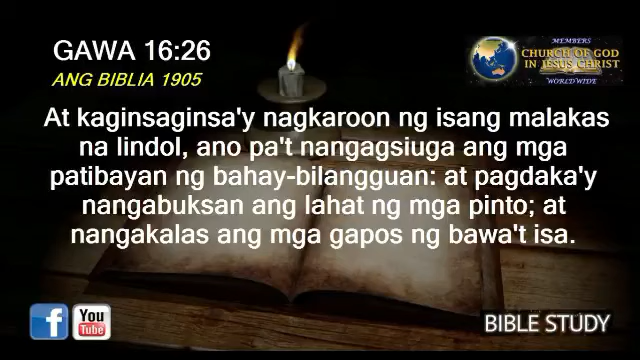 GAWA 16:26
ANG BIBLIA 1905
MEMBERS
CHURCH OF GOD
IN JESUS CHRIST
WORLDWIDE
At kaginsaginsa'y nagkaroon ng isang malakas
na lindol, ano pa't nangagsiuga ang mga
patibayan ng bahay-bilangguan: at pagdaka'y
nangabuksan ang lahat ng mga pinto; at
nangakalas ang mga gapos ng bawa't isa.
f
You
Tube
BIBLE STUDY